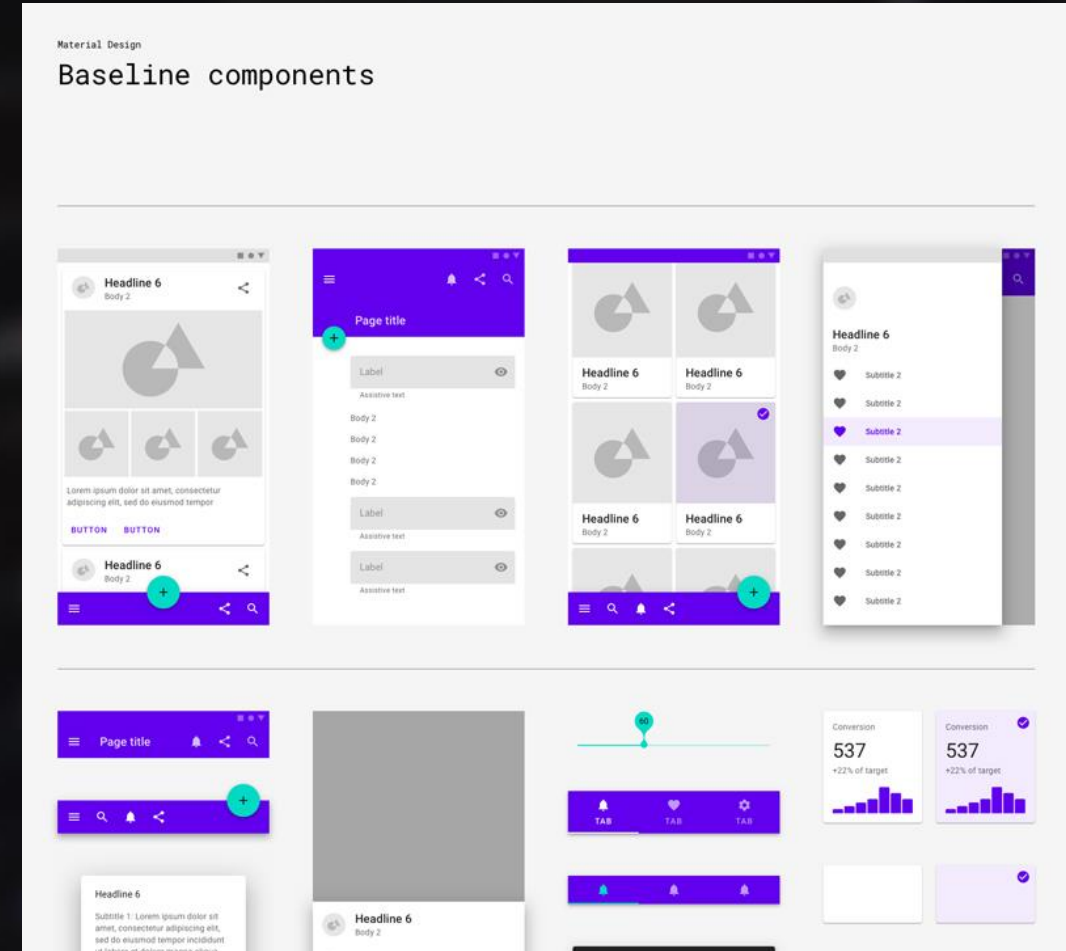 Material Design
Baseline components
Headline 6
Body 2
Lorem ipsum dolor sit amet, consectetur
adipiscing elit, sed do eiusmod tempor
BUTTON BUTTON
Headline 6
Body 2
+
Page title
+
Label
Assistive text
Body 2
Body 2
Body 2
Body 2
Label
Assistive text
Label
Assistive text
Headline 6
Body 2
Headline 6
Body 2
Headline 6
Body 2
Headline 6
Body 2
+
Headline 6
Body 2
Subtitle 2
Subtitle 2
Subtitle 2
Subtitle 2
Subtitle 2
Subtitle 2
Subtitle 2
Subtitle 2
Subtitle 2
Page title
+
Headline 6
Subtitle 1: Lorem ipsum dolor sit
amet, consectetur adipiscing elit,
sed do eiusmod tempor incididunt
Headline 6
Body 2
60
TAB TAB TAB
Conversion
537
+22% of target
Conversion
537
+22% of target